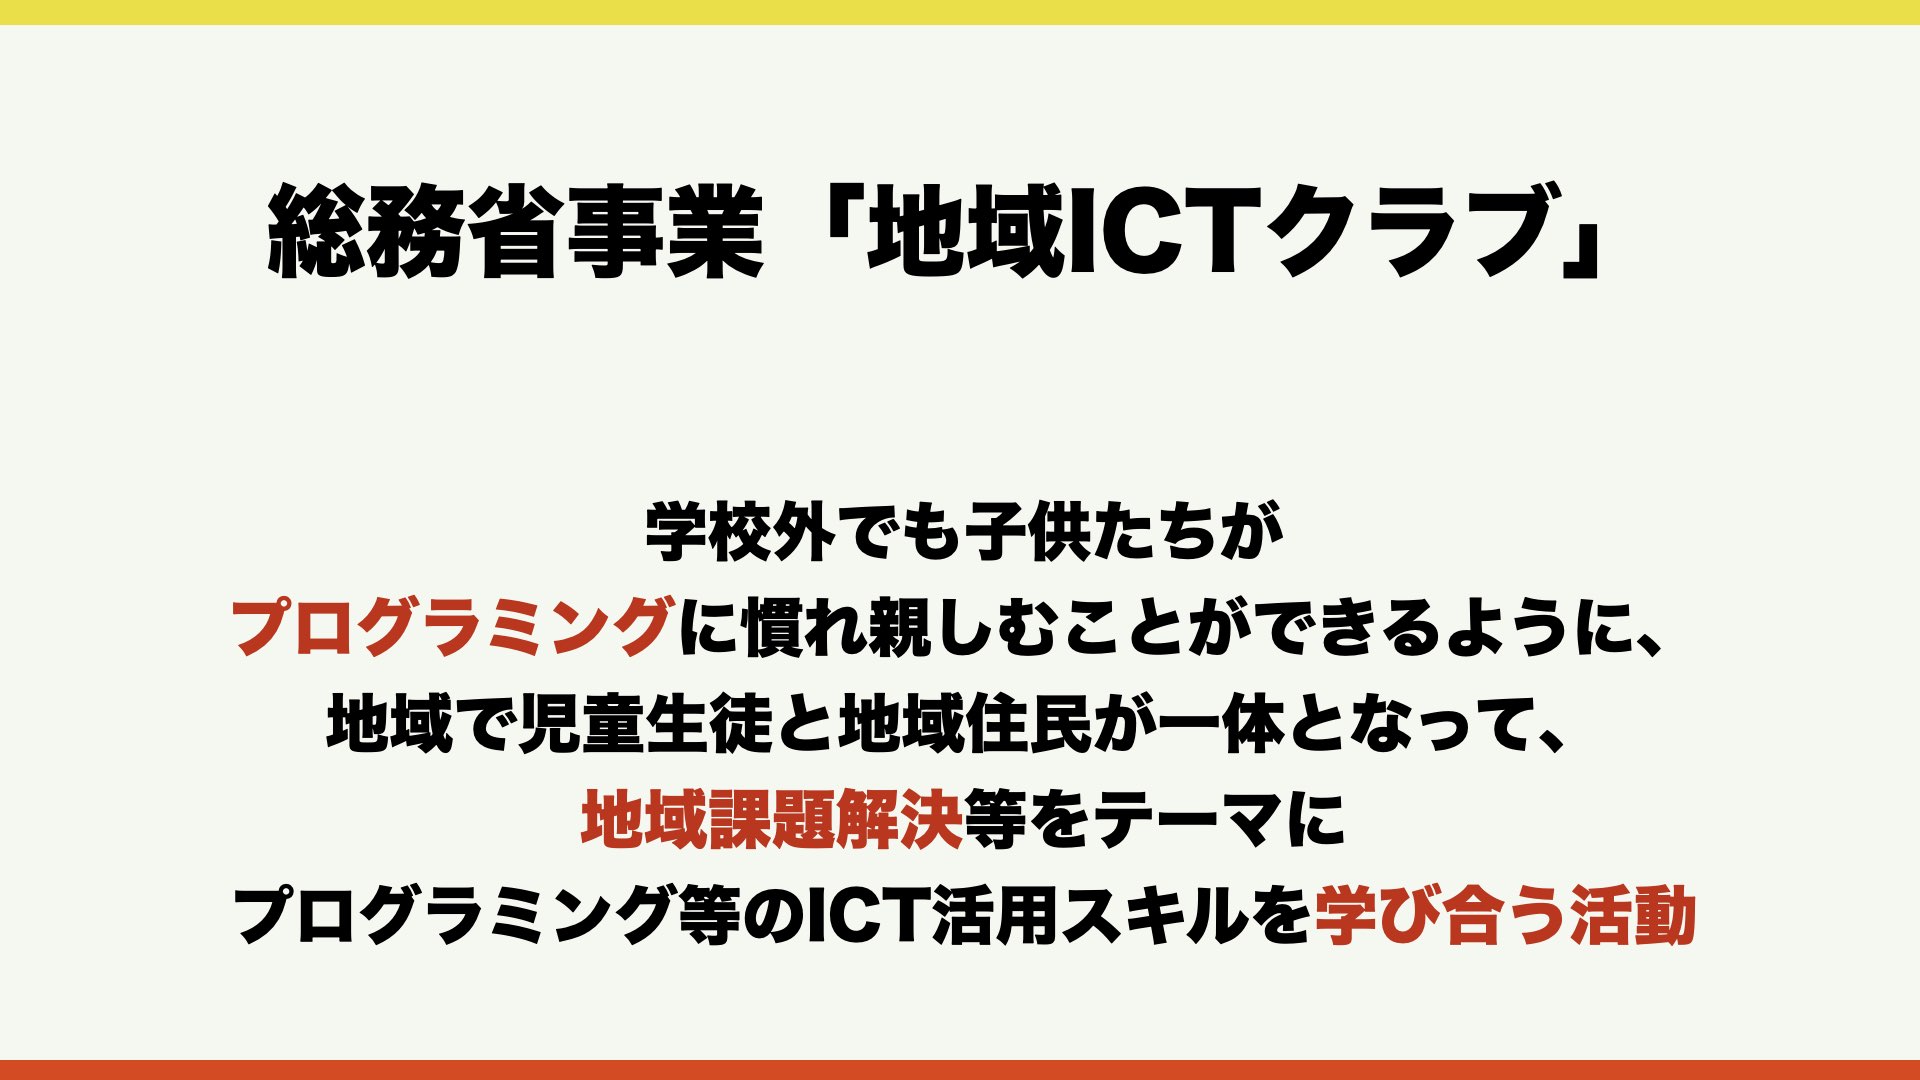 総務省事業「地域ICTクラブ」
学校外でも子供たちが
プログラミングに慣れ親しむことができるように、
地域で児童生徒と地域住民が一体となって、
地域課題解決等をテーマに
プログラミング等のICT活用スキルを学び合う活動